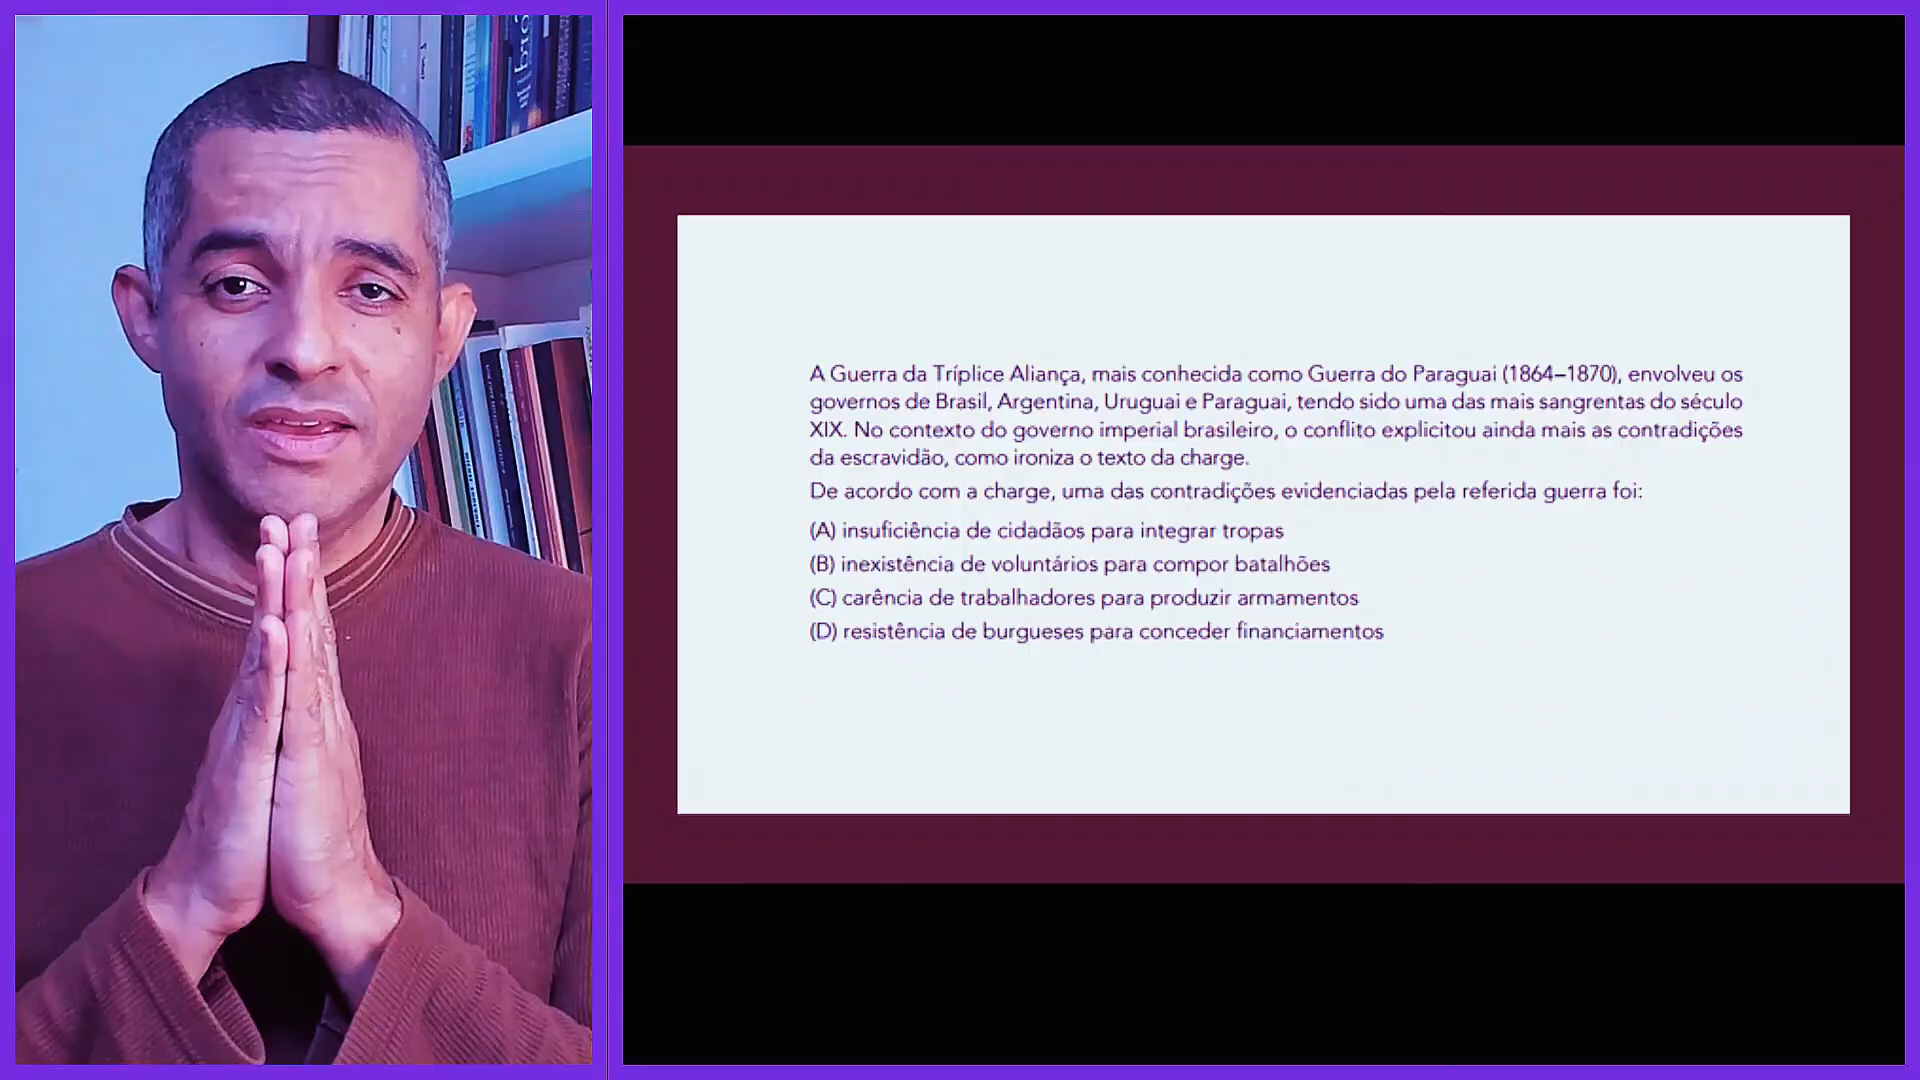 A Guerra da Tríplice Aliança, mais conhecida como Guerra do Paraguai (1864–1870), envolveu os
governos de Brasil, Argentina, Uruguai e Paraguai, tendo sido uma das mais sangrentas do século
XIX. No contexto do governo imperial brasileiro, o conflito explicitou ainda mais as contradições
da escravidão, como ironiza o texto da charge.
De acordo com a charge, uma das contradições evidenciadas pela referida guerra foi:
(A) insuficiência de cidadãos para integrar tropas
(B) inexistência de voluntários para compor batalhões
(C) carência de trabalhadores para produzir armamentos
(D) resistência de burgueses para conceder financiamentos